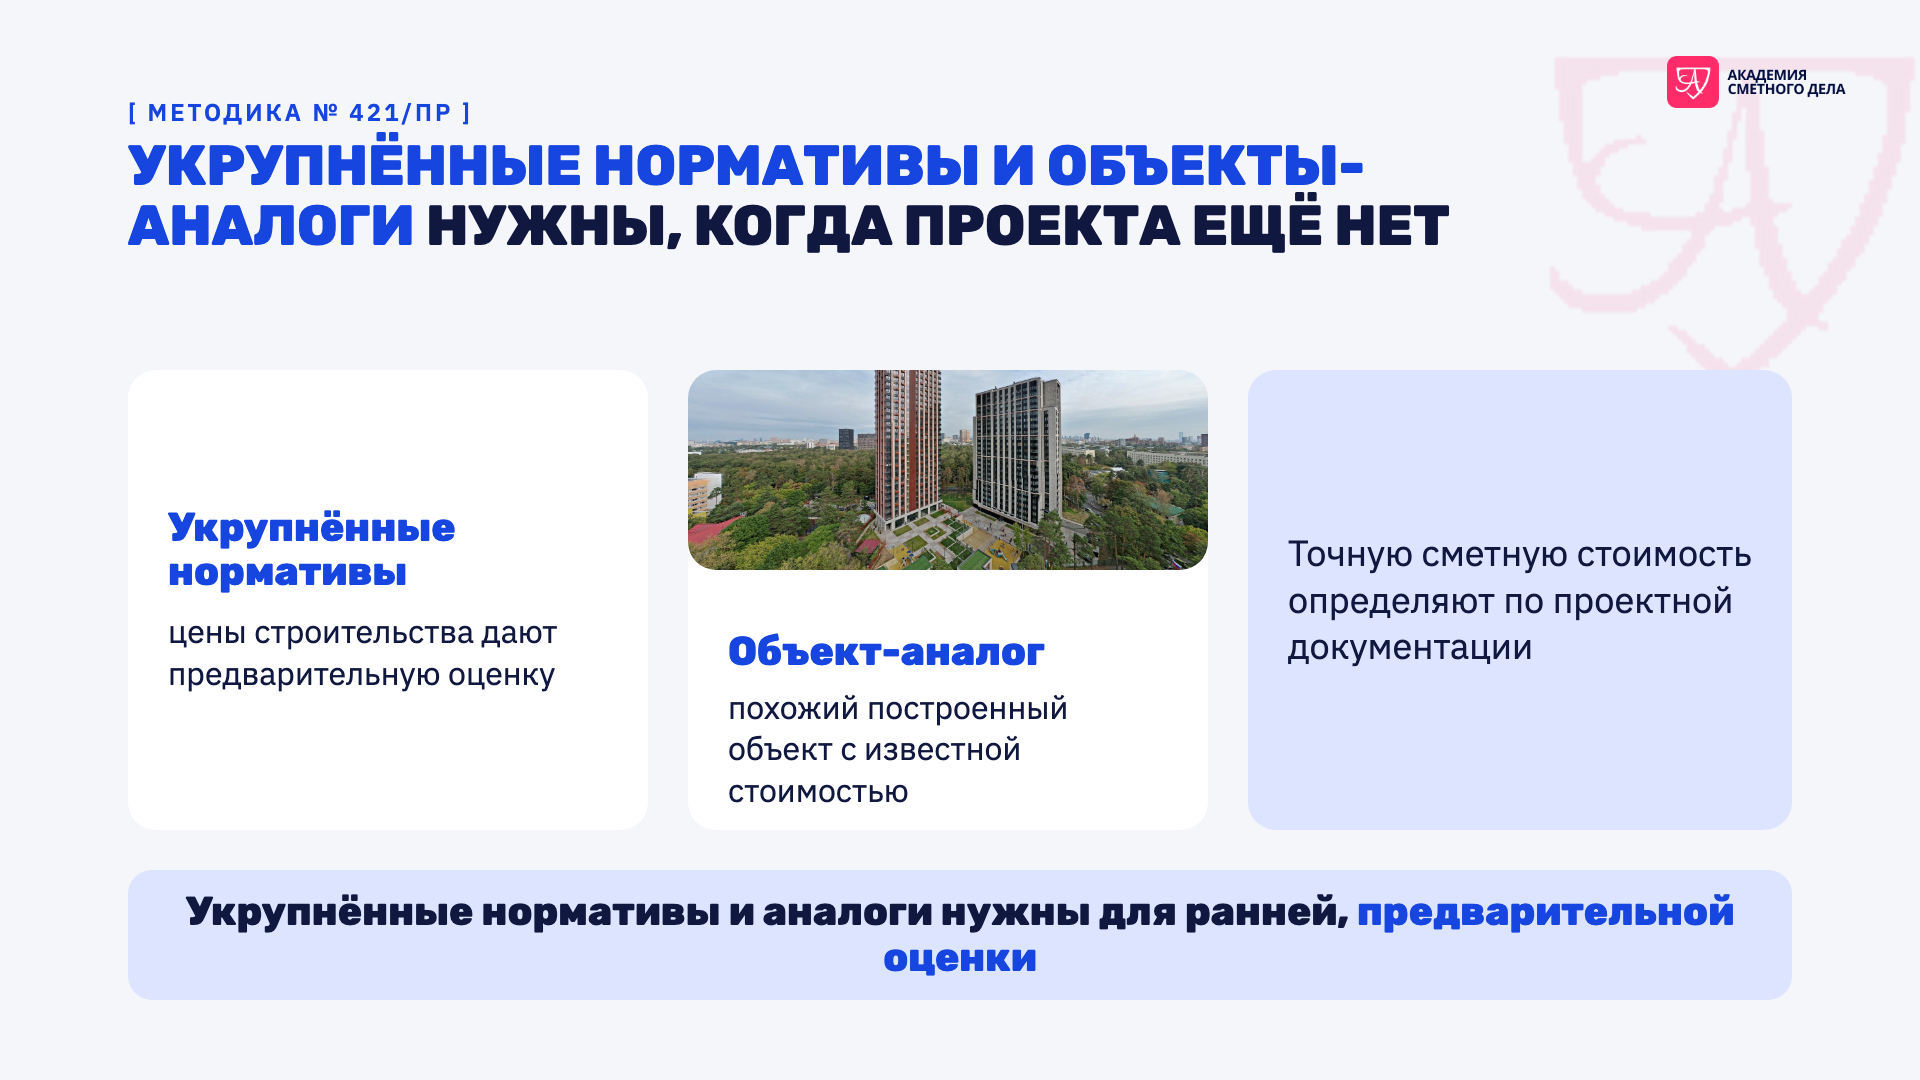 АКАДЕМИЯ
СМЕТНОГО ДЕЛА
[ МЕТОДИКА № 421/ПР ]
УКРУПНЁННЫЕ НОРМАТИВЫ И ОБЪЕКТЫ-
АНАЛОГИ НУЖНЫ, КОГДА ПРОЕКТА ЕЩЁ НЕТ
Укрупнённые
нормативы
цены строительства дают
предварительную оценку
Объект-аналог
похожий построенный
объект с известной
стоимостью
Точную сметную стоимость
определяют по проектной
документации
Укрупнённые нормативы и аналоги нужны для ранней, предварительной
оценки